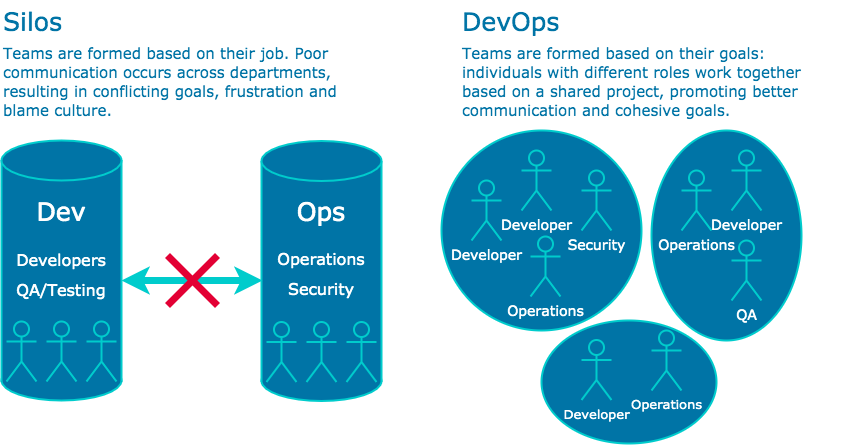 Silos
Teams are formed based on their job. Poor
communication occurs across departments,
resulting in conflicting goals, frustration and
blame culture.
Dev
Developers
QA/Testing
Ops
Operations
Security
DevOps
Teams are formed based on their goals:
individuals with different roles work together
based on a shared project, promoting better
communication and cohesive goals.
Developer
Developer
Security
Operations
Developer
Operations
QA
Developer
Operations